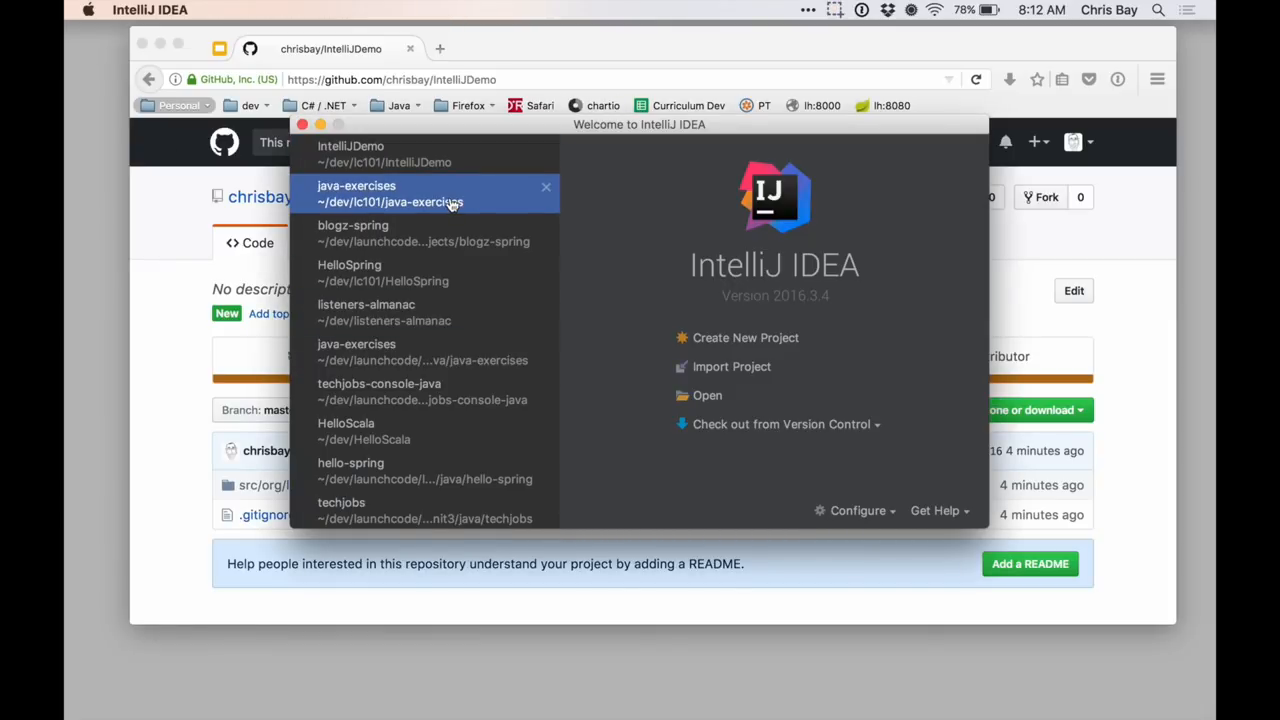 IntelliJ IDEA
78%
8:12 AM
Chris Bay
chrisbay/IntelliJDemo
GitHub, Inc. (US)
https://github.com/chrisbay/IntelliJDemo
Personal
dev
C# / .NET
Java
Firefox
Safari
chartio
Curriculum Dev
PT
lh:8000
lh:8080
Welcome to IntelliJ IDEA
This
IntelliJDemo
~/dev/lc101/IntelliJDemo
java-exercises
~/dev/lc101/java-exercises
blogz-spring
~/dev/launchcode...jects/blogz-spring
HelloSpring
~/dev/lc101/HelloSpring
listeners-almanac
~/dev/listeners-almanac
java-exercises
~/dev/launchcode/...va/java-exercises
techjobs-console-java
~/dev/launchcode...jobs-console-java
HelloScala
~/dev/HelloScala
hello-spring
~/dev/launchcode/l.../java/hello-spring
techjobs
~/dev/launchcode/...nit3/java/techjobs
IJ
IntelliJ IDEA
Version 2016.3.4
Create New Project
Import Project
Open
Check out from Version Control
Configure
Get Help
chrisba
0
Fork
0
<> Code
No descript
Edit
New
Add top
ributor
Branch: mast
one or download
chrisbay
16 4 minutes ago
src/org/l
4 minutes ago
.gitignor
4 minutes ago
Help people interested in this repository understand your project by adding a README.
Add a README